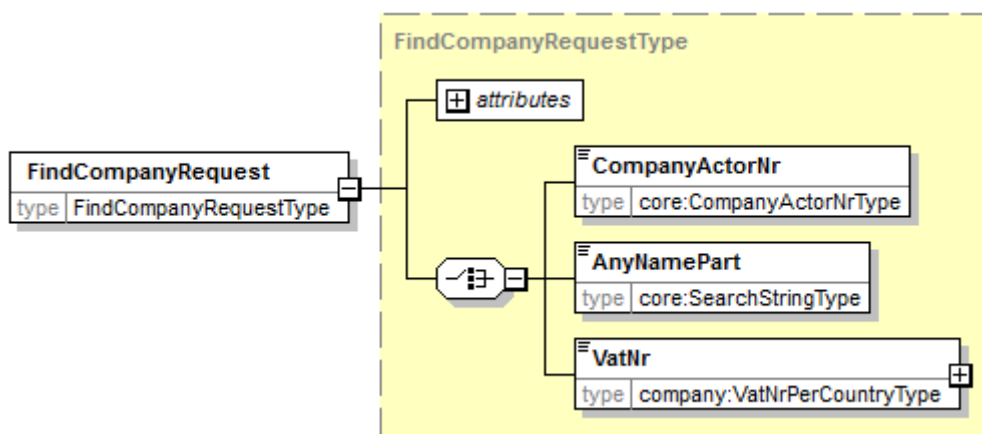 FindCompanyRequestType
attributes
FindCompanyRequest
type FindCompanyRequestType
CompanyActorNr
type core:CompanyActorNrType
AnyNamePart
type core:SearchStringType
VatNr
type company:VatNrPerCountryType